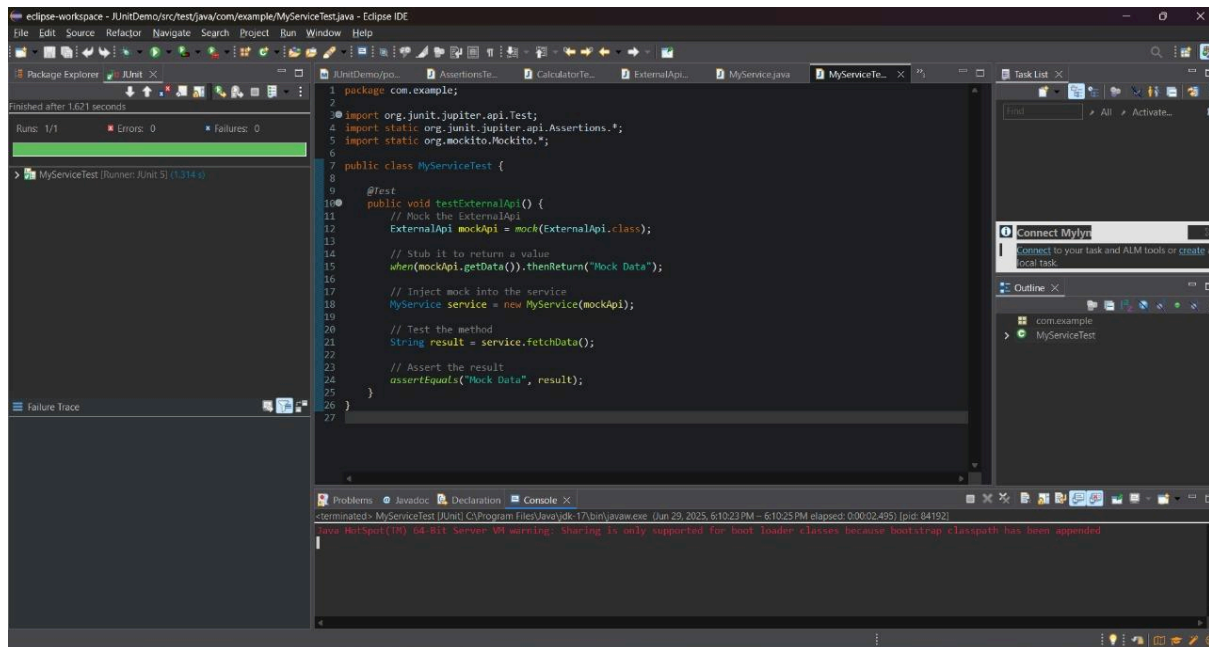 eclipse-workspace - JUnitDemo/src/test/java/com/example/MyServiceTest.java - Eclipse IDE
File Edit Source Refactor Navigate Search Project Run Window Help
Package Explorer JUnit
Finished after 1.621 seconds
Runs: 1/1 Errors: 0 Failures: 0
MyServiceTest [Runner: JUnit 5] (1.314 s)
Failure Trace
JUnitDemo/po... AssertionsTe... CalculatorTe... ExternalApi... MyService.java MyServiceTe...
1 package com.example;
2
3 import org.junit.jupiter.api.Test;
4 import static org.junit.jupiter.api.Assertions.*;
5 import static org.mockito.Mockito.*;
6
7 public class MyServiceTest {
8
9 @Test
10 public void testExternalApi() {
11 // Mock the ExternalApi
12 ExternalApi mockApi = mock(ExternalApi.class);
13
14 // Stub it to return a value
15 when(mockApi.getData()).thenReturn("Mock Data");
16
17 // Inject mock into the service
18 MyService service = new MyService(mockApi);
19
20 // Test the method
21 String result = service.fetchData();
22
23 // Assert the result
24 assertEquals("Mock Data", result);
25 }
26 }
27
Task List
Find All Activate...
Connect Mylyn
Connect to your task and ALM tools or create
local task.
Outline
com.example
MyServiceTest
Problems Javadoc Declaration Console
<terminated> MyServiceTest [JUnit] C:\Program Files\Java\jdk-17\bin\javaw.exe (Jun 29, 2025, 6:10:23 PM – 6:10:25 PM elapsed: 0:00:02.495) [pid: 84192]
Java HotSpot(TM) 64-Bit Server VM warning: Sharing is only supported for boot loader classes because bootstrap classpath has been appended